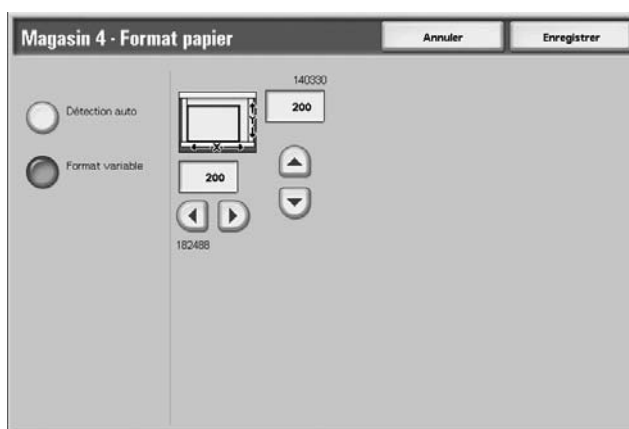 Magasin 4 - Format papier
Annuler
Enregistrer
Détection auto
Format variable
140330
200
X
200
182488